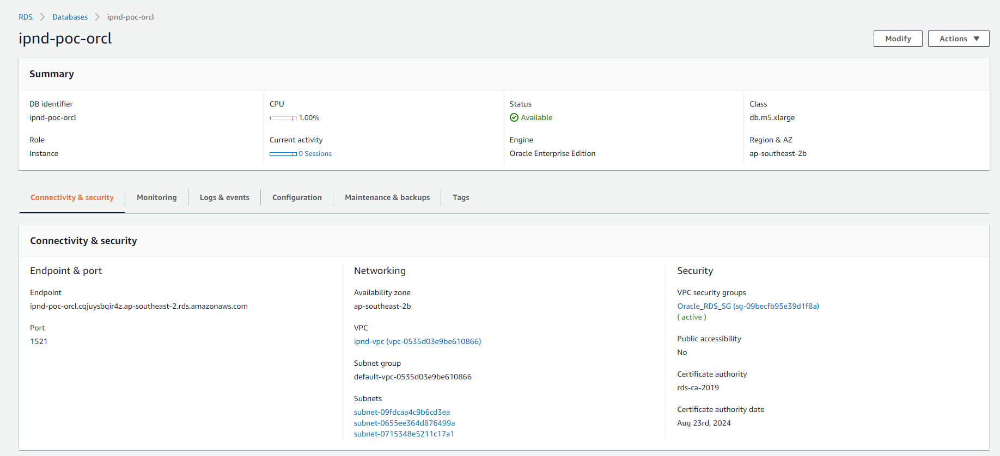 RDS
Databases
ipnd-poc-orcl
ipnd-poc-orcl
Modify
Actions
Summary
DB identifier
ipnd-poc-orcl
Role
Instance
CPU
1.00%
Current activity
0 Sessions
Status
Available
Engine
Oracle Enterprise Edition
Class
db.m5.xlarge
Region & AZ
ap-southeast-2b
Connectivity & security
Monitoring
Logs & events
Configuration
Maintenance & backups
Tags
Connectivity & security
Endpoint & port
Endpoint
ipnd-poc-orcl.cqjuysbqir4z.ap-southeast-2.rds.amazonaws.com
Port
1521
Networking
Availability zone
ap-southeast-2b
VPC
ipnd-vpc (vpc-0535d03e9be610866)
Subnet group
default-vpc-0535d03e9be610866
Subnets
subnet-09fdcaa4c9b6cd3ea
subnet-0655ee364d876499a
subnet-0715348e5211c17a1
Security
VPC security groups
Oracle_RDS_SG (sg-09becfb95e39d1f8a)
( active )
Public accessibility
No
Certificate authority
rds-ca-2019
Certificate authority date
Aug 23rd, 2024